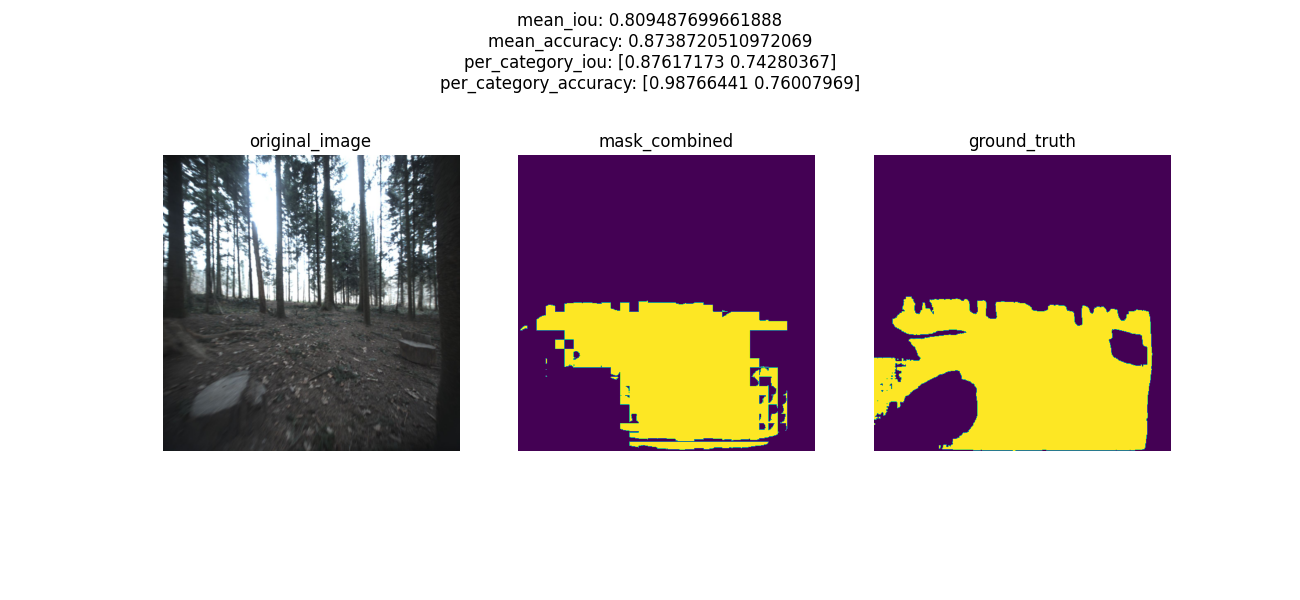 mean_iou: 0.809487699661888
mean_accuracy: 0.8738720510972069
per_category_iou: [0.87617173 0.74280367]
per_category_accuracy: [0.98766441 0.76007969]
original_image
mask_combined
ground_truth